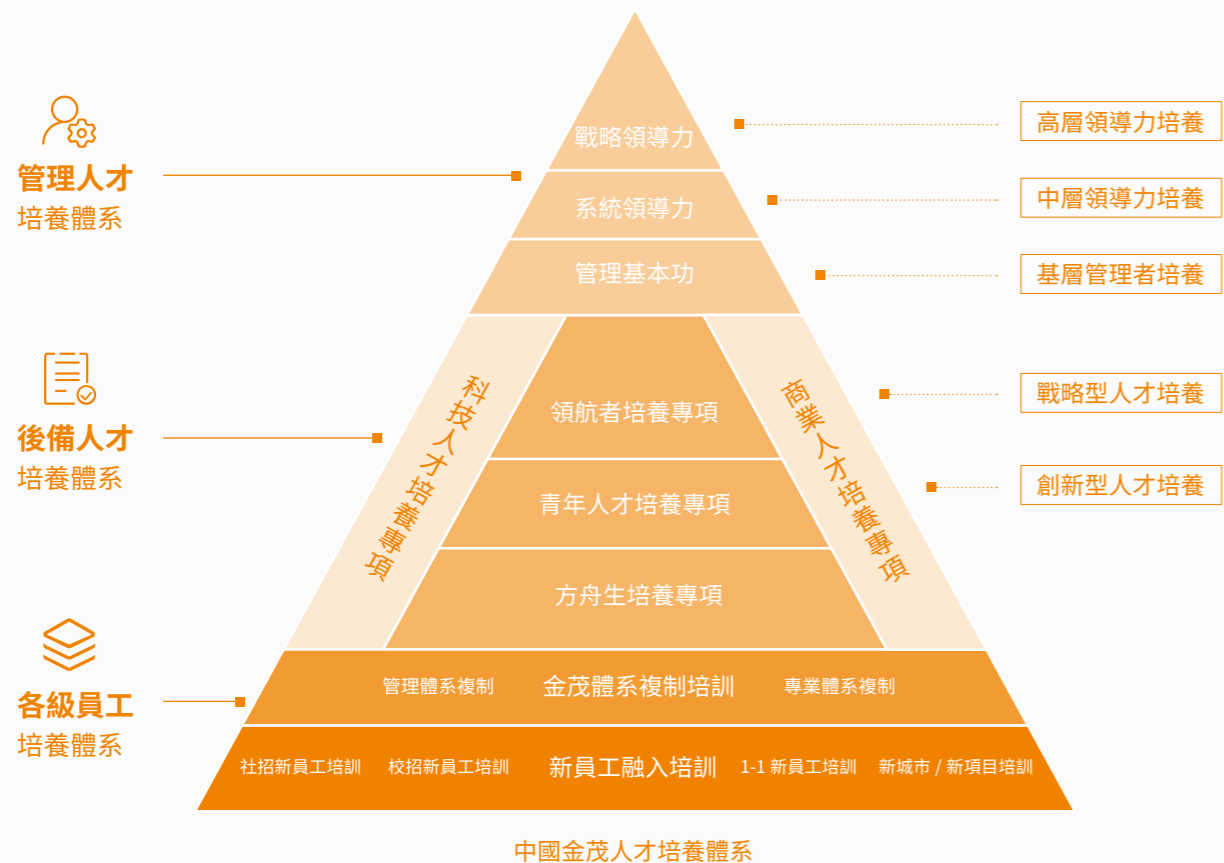 戰略領導力
高層領導力培養
管理人才
培養體系
系統領導力
中層領導力培養
管理基本功
基層管理者培養
後備人才
培養體系
科技人才培養專項
領航者培養專項
商業人才培養專項
戰略型人才培養
青年人才培養專項
創新型人才培養
方舟生培養專項
各級員工
培養體系
管理體系複制
金茂體系複制培訓
專業體系複制
社招新員工培訓
校招新員工培訓
新員工融入培訓
1-1 新員工培訓
新城市 / 新項目培訓
中國金茂人才培養體系